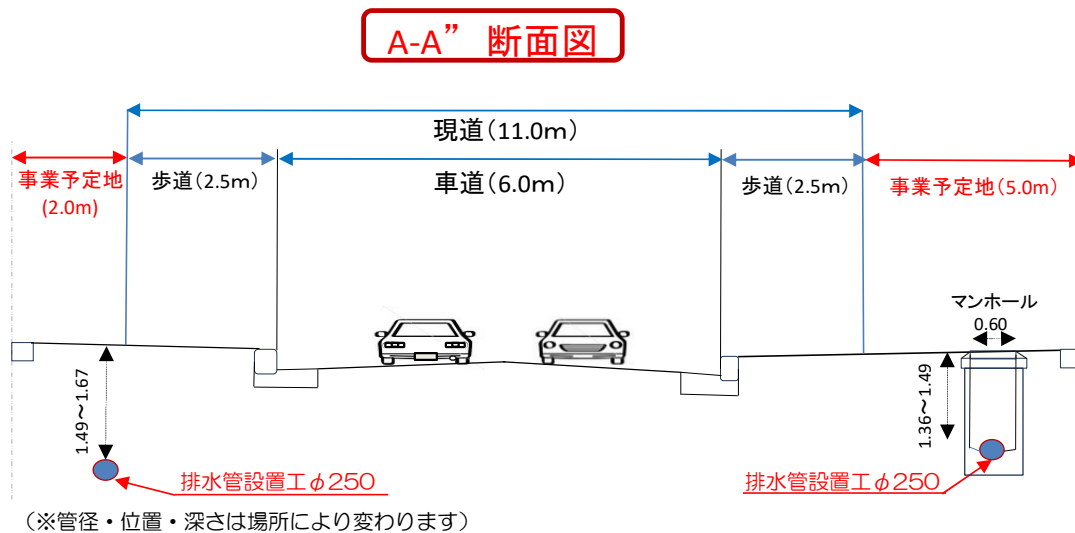 A-A” 断面図
現道（11.0ｍ）
事業予定地
(2.0m)
歩道（2.5ｍ）
車道（6.0ｍ）
歩道（2.5ｍ）
事業予定地（5.0ｍ）
マンホール
0.60
1.49～1.67
1.36～1.49
排水管設置工φ250
排水管設置工φ250
（※管径・位置・深さは場所により変わります）